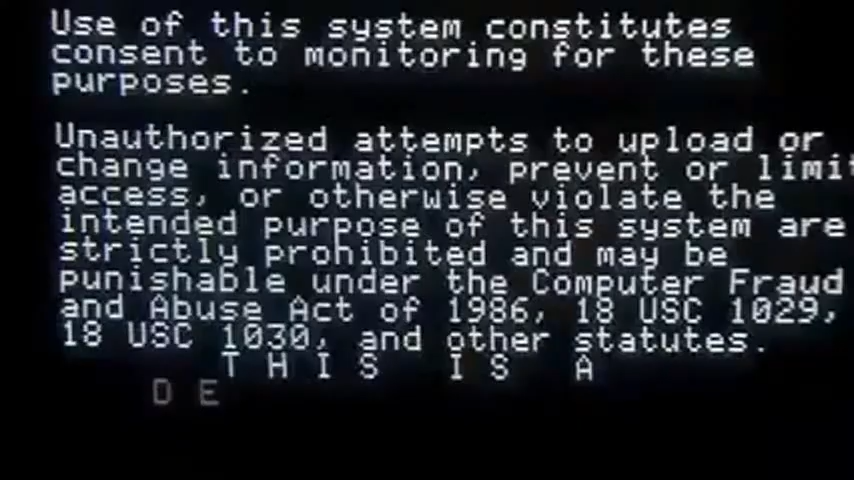 Use of this system constitutes
consent to monitoring for these
purposes.
Unauthorized attempts to upload or
change information, prevent or limit
access, or otherwise violate the
intended purpose of this system are
strictly prohibited and may be
punishable under the Computer Fraud
and Abuse Act of 1986, 18 USC 1029,
18 USC 1030, and other statutes.
T H I S I S A
D E